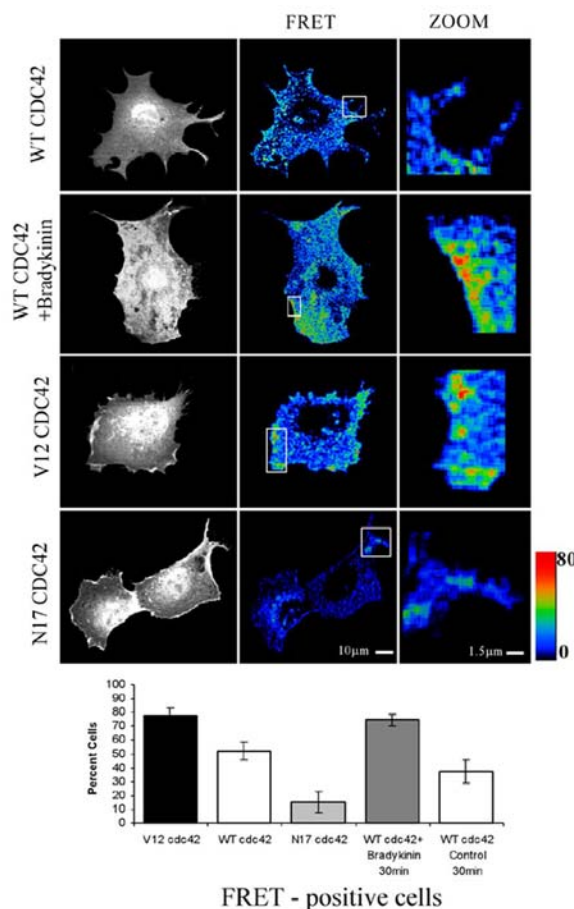 FRET
ZOOM
WT CDC42
WT CDC42
+Bradykinin
V12 CDC42
N17 CDC42
10µm
1.5µm
80
0
Percent Cells
100
90
80
70
60
50
40
30
20
10
0
V12 cdc42
WT cdc42
N17 cdc42
WT cdc42+
Bradykinin
30min
WT cdc42
Control
30min
FRET - positive cells